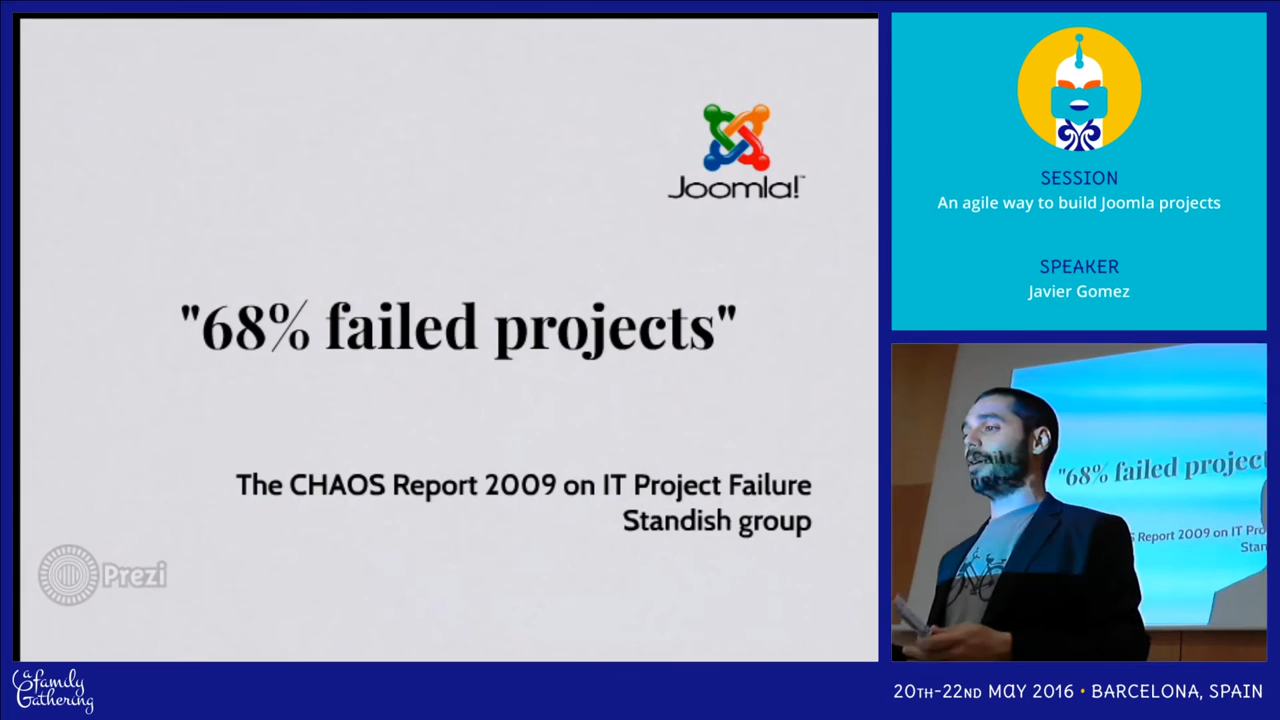 Joomla!™
"68% failed projects"
The CHAOS Report 2009 on IT Project Failure
Standish group
Prezi
SESSION
An agile way to build Joomla projects
SPEAKER
Javier Gomez
"68% failed project
Report 2009 on IT Pro
Stan
a family
Gathering
20TH-22ND MAY 2016 • BARCELONA, SPAIN